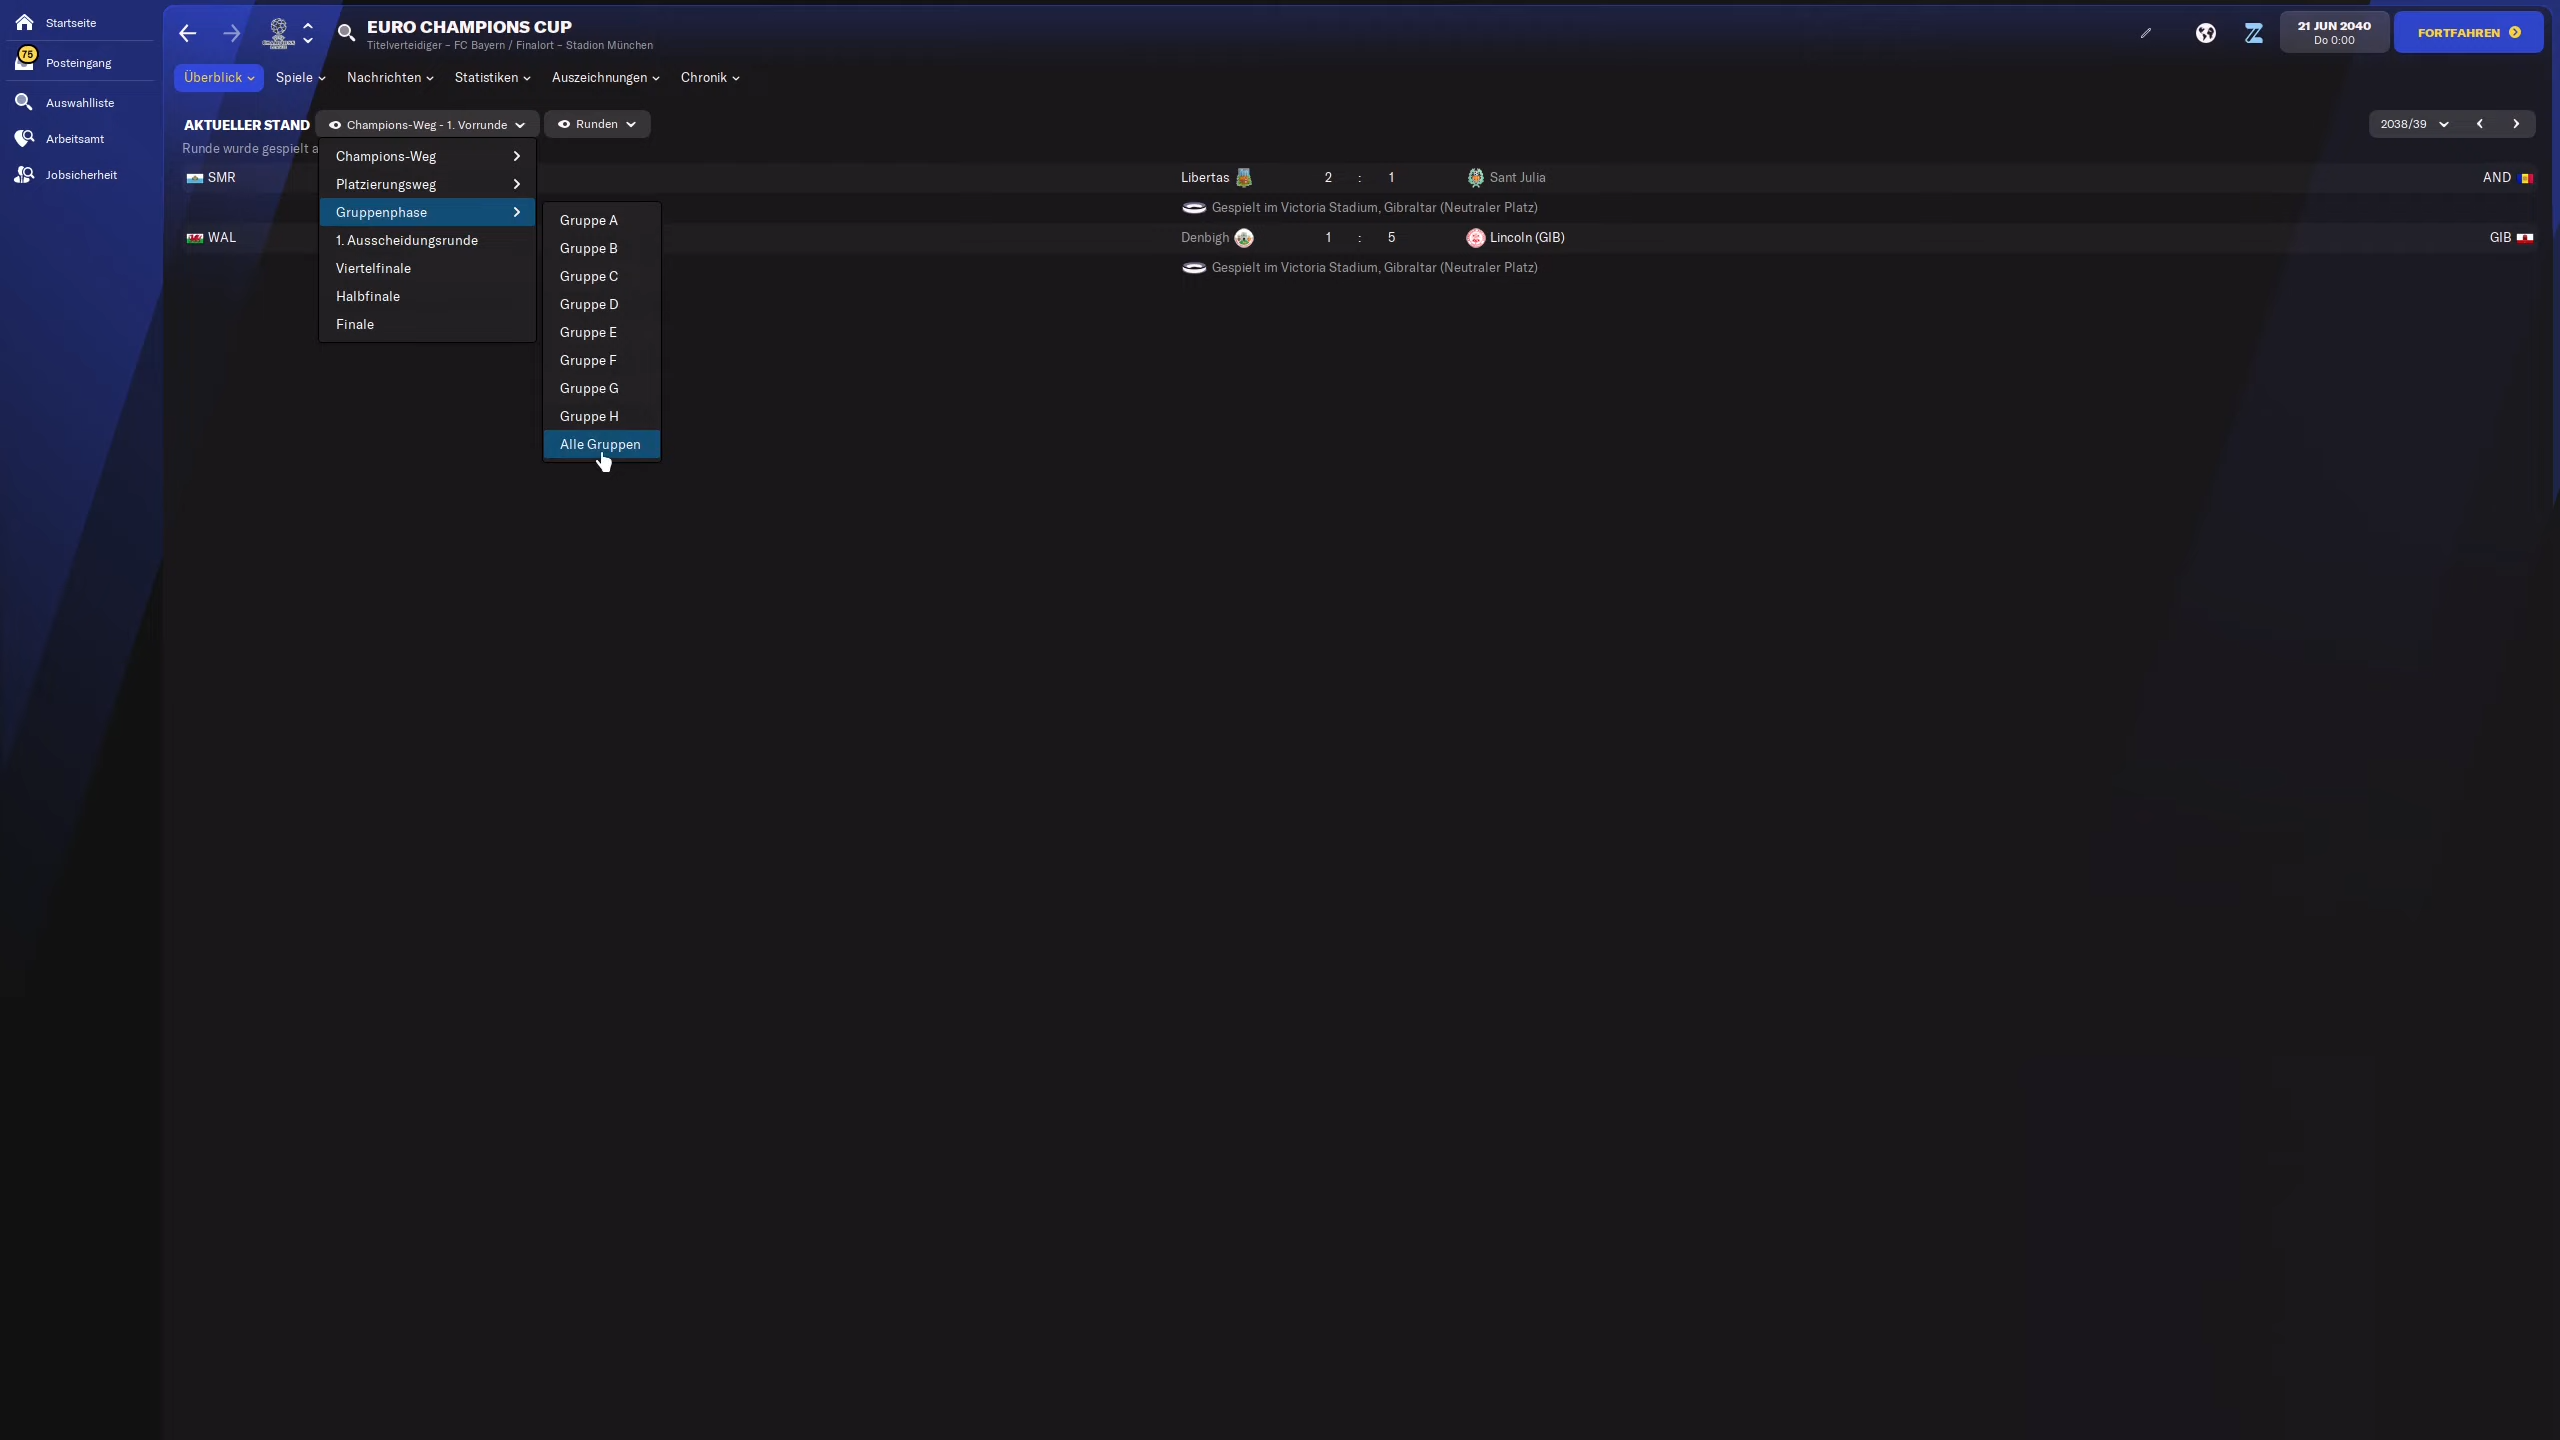 Startseite
75
Posteingang
Auswahlliste
Arbeitsamt
Jobsicherheit
EURO CHAMPIONS CUP
Titelverteidiger – FC Bayern / Finalort – Stadion München
21 JUN 2040
Do 0:00
FORTFAHREN
Überblick
Spiele
Nachrichten
Statistiken
Auszeichnungen
Chronik
AKTUELLER STAND
Champions-Weg - 1. Vorrunde
Runden
2038/39
Runde wurde gespielt a
SMR
Libertas 2 : 1 Sant Julia
AND
Gespielt im Victoria Stadium, Gibraltar (Neutraler Platz)
WAL
Denbigh 1 : 5 Lincoln (GIB)
GIB
Gespielt im Victoria Stadium, Gibraltar (Neutraler Platz)
Champions-Weg
Platzierungsweg
Gruppenphase
1. Ausscheidungsrunde
Viertelfinale
Halbfinale
Finale
Gruppe A
Gruppe B
Gruppe C
Gruppe D
Gruppe E
Gruppe F
Gruppe G
Gruppe H
Alle Gruppen